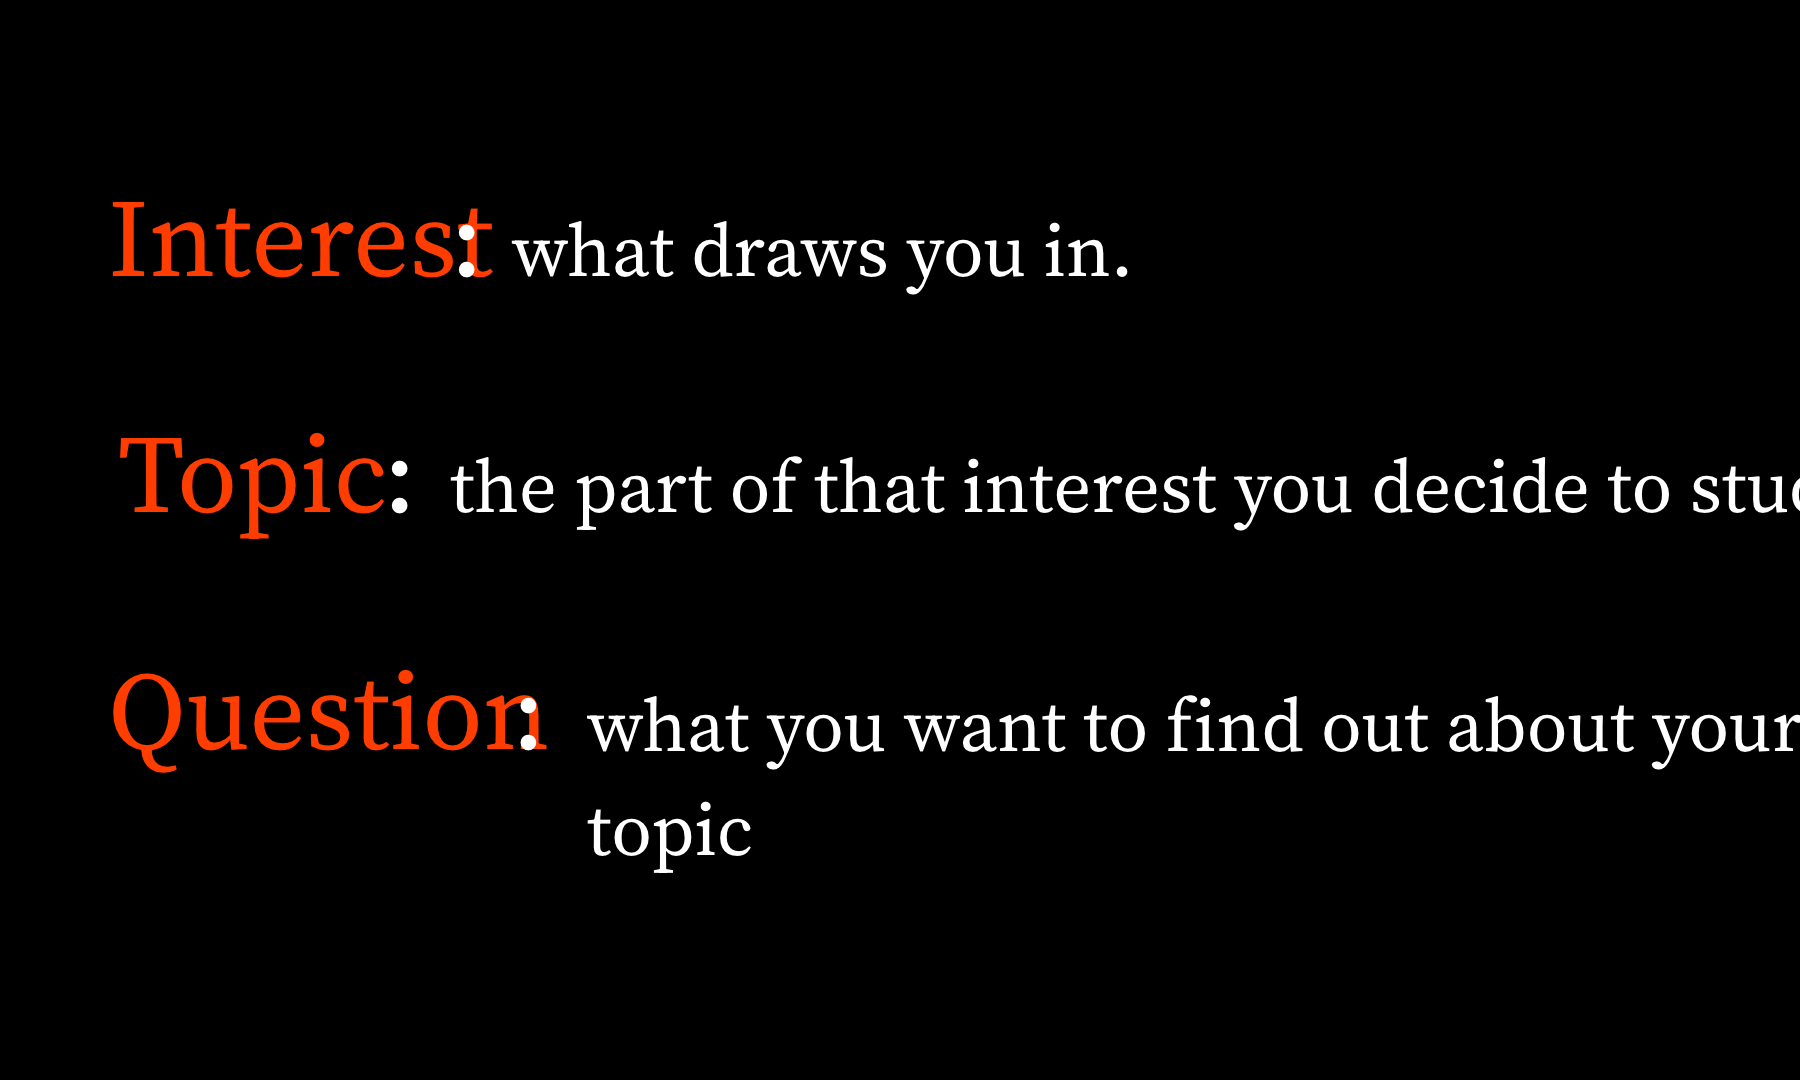 Interest: what draws you in.
Topic: the part of that interest you decide to
Question: what you want to find out about your
topic